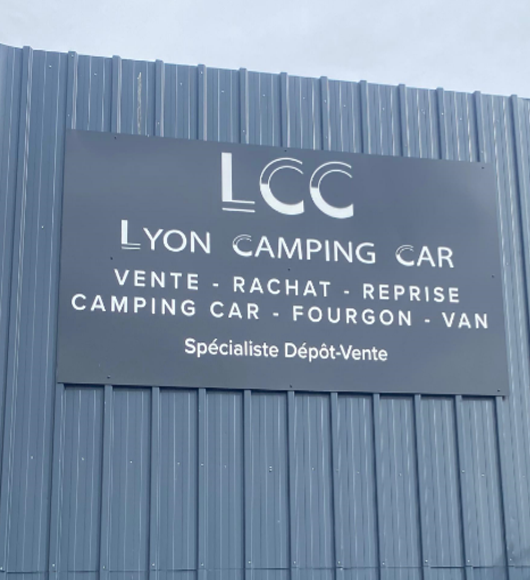 LCC
LYON CAMPING CAR
VENTE - RACHAT - REPRISE
CAMPING CAR - FOURGON - VAN
Spécialiste Dépôt-Vente